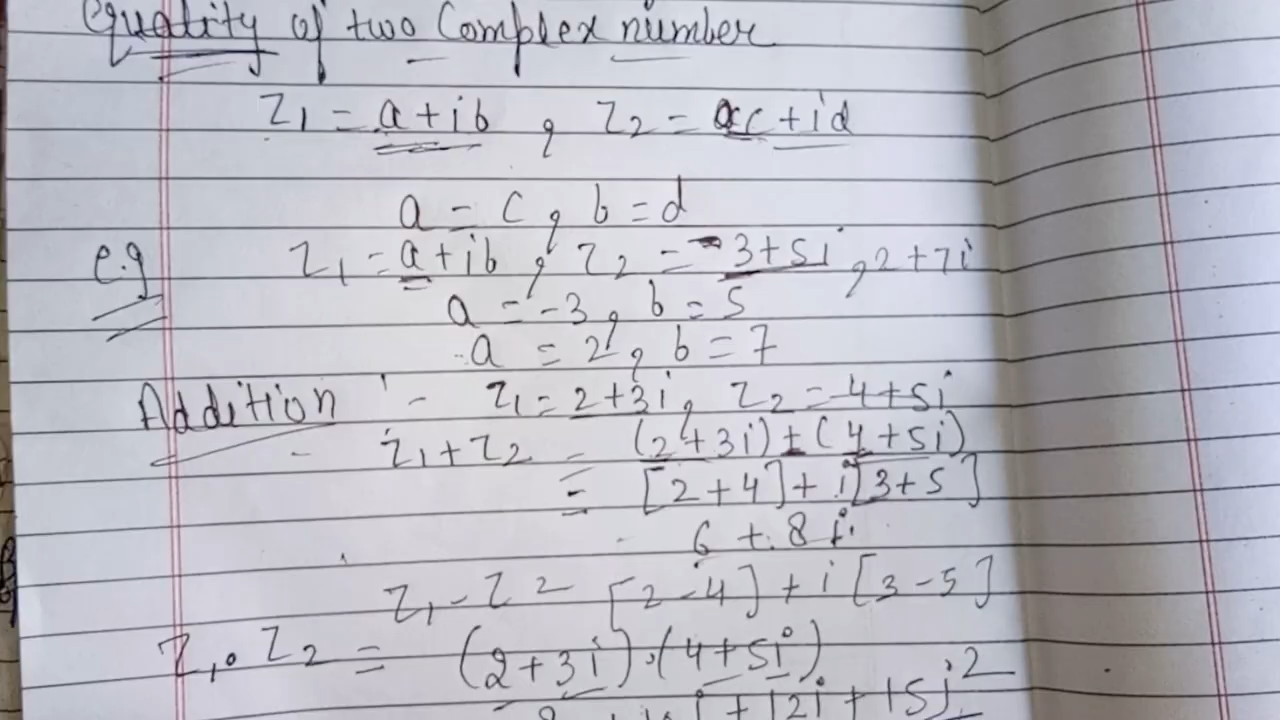 Equality of two Complex number
Z1 = a+ib , Z2 = c+id
a = c , b = d
e.g Z1 = a+ib , Z2 = -3+5i , 2+7i
a = -3 , b = 5
a = 2 , b = 7
Addition - Z1 = 2+3i , Z2 = 4+5i
Z1+Z2 = (2+3i)+(4+5i)
= [2+4]+i[3+5]
6+8i
Z1-Z2 [2-4]+i[3-5]
Z1.Z2 = (2+3i).(4+5i)
i+12i+15i²